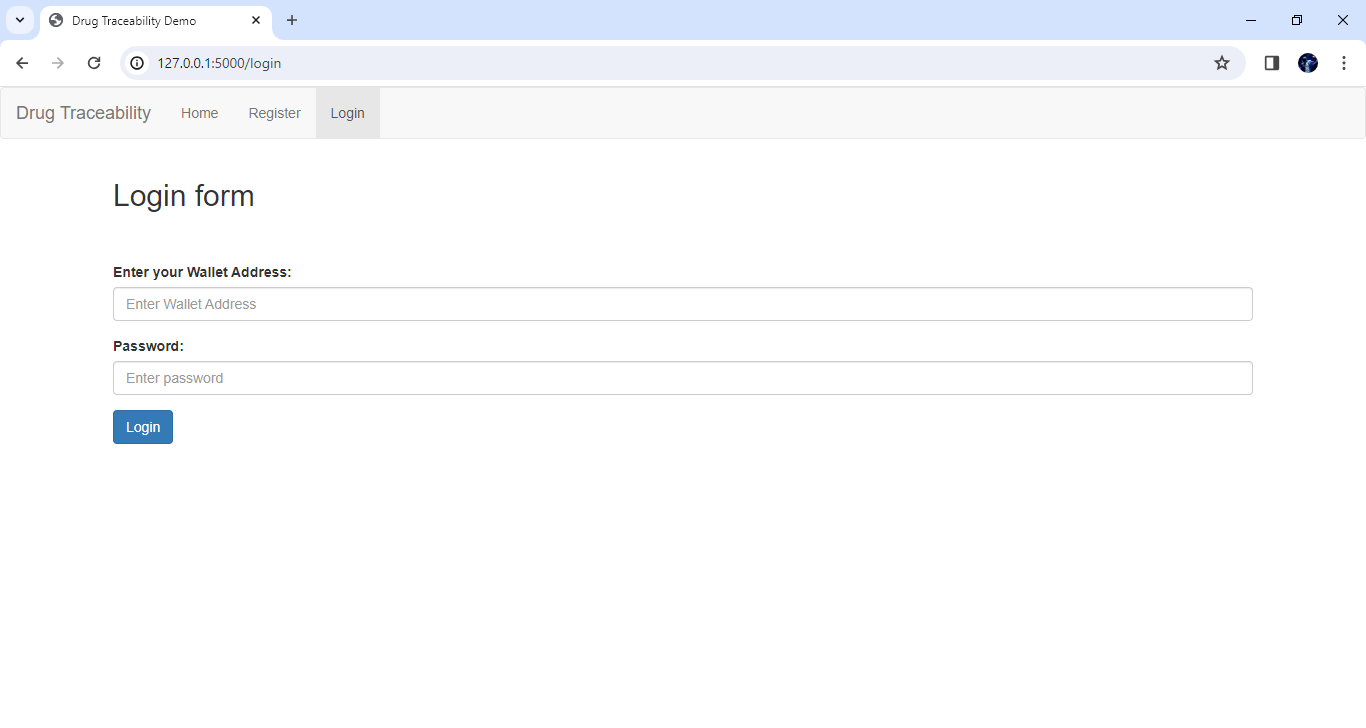 Drug Traceability Demo
127.0.0.1:5000/login
Drug Traceability Home Register Login
Login form
Enter your Wallet Address:
Enter Wallet Address
Password:
Enter password
Login